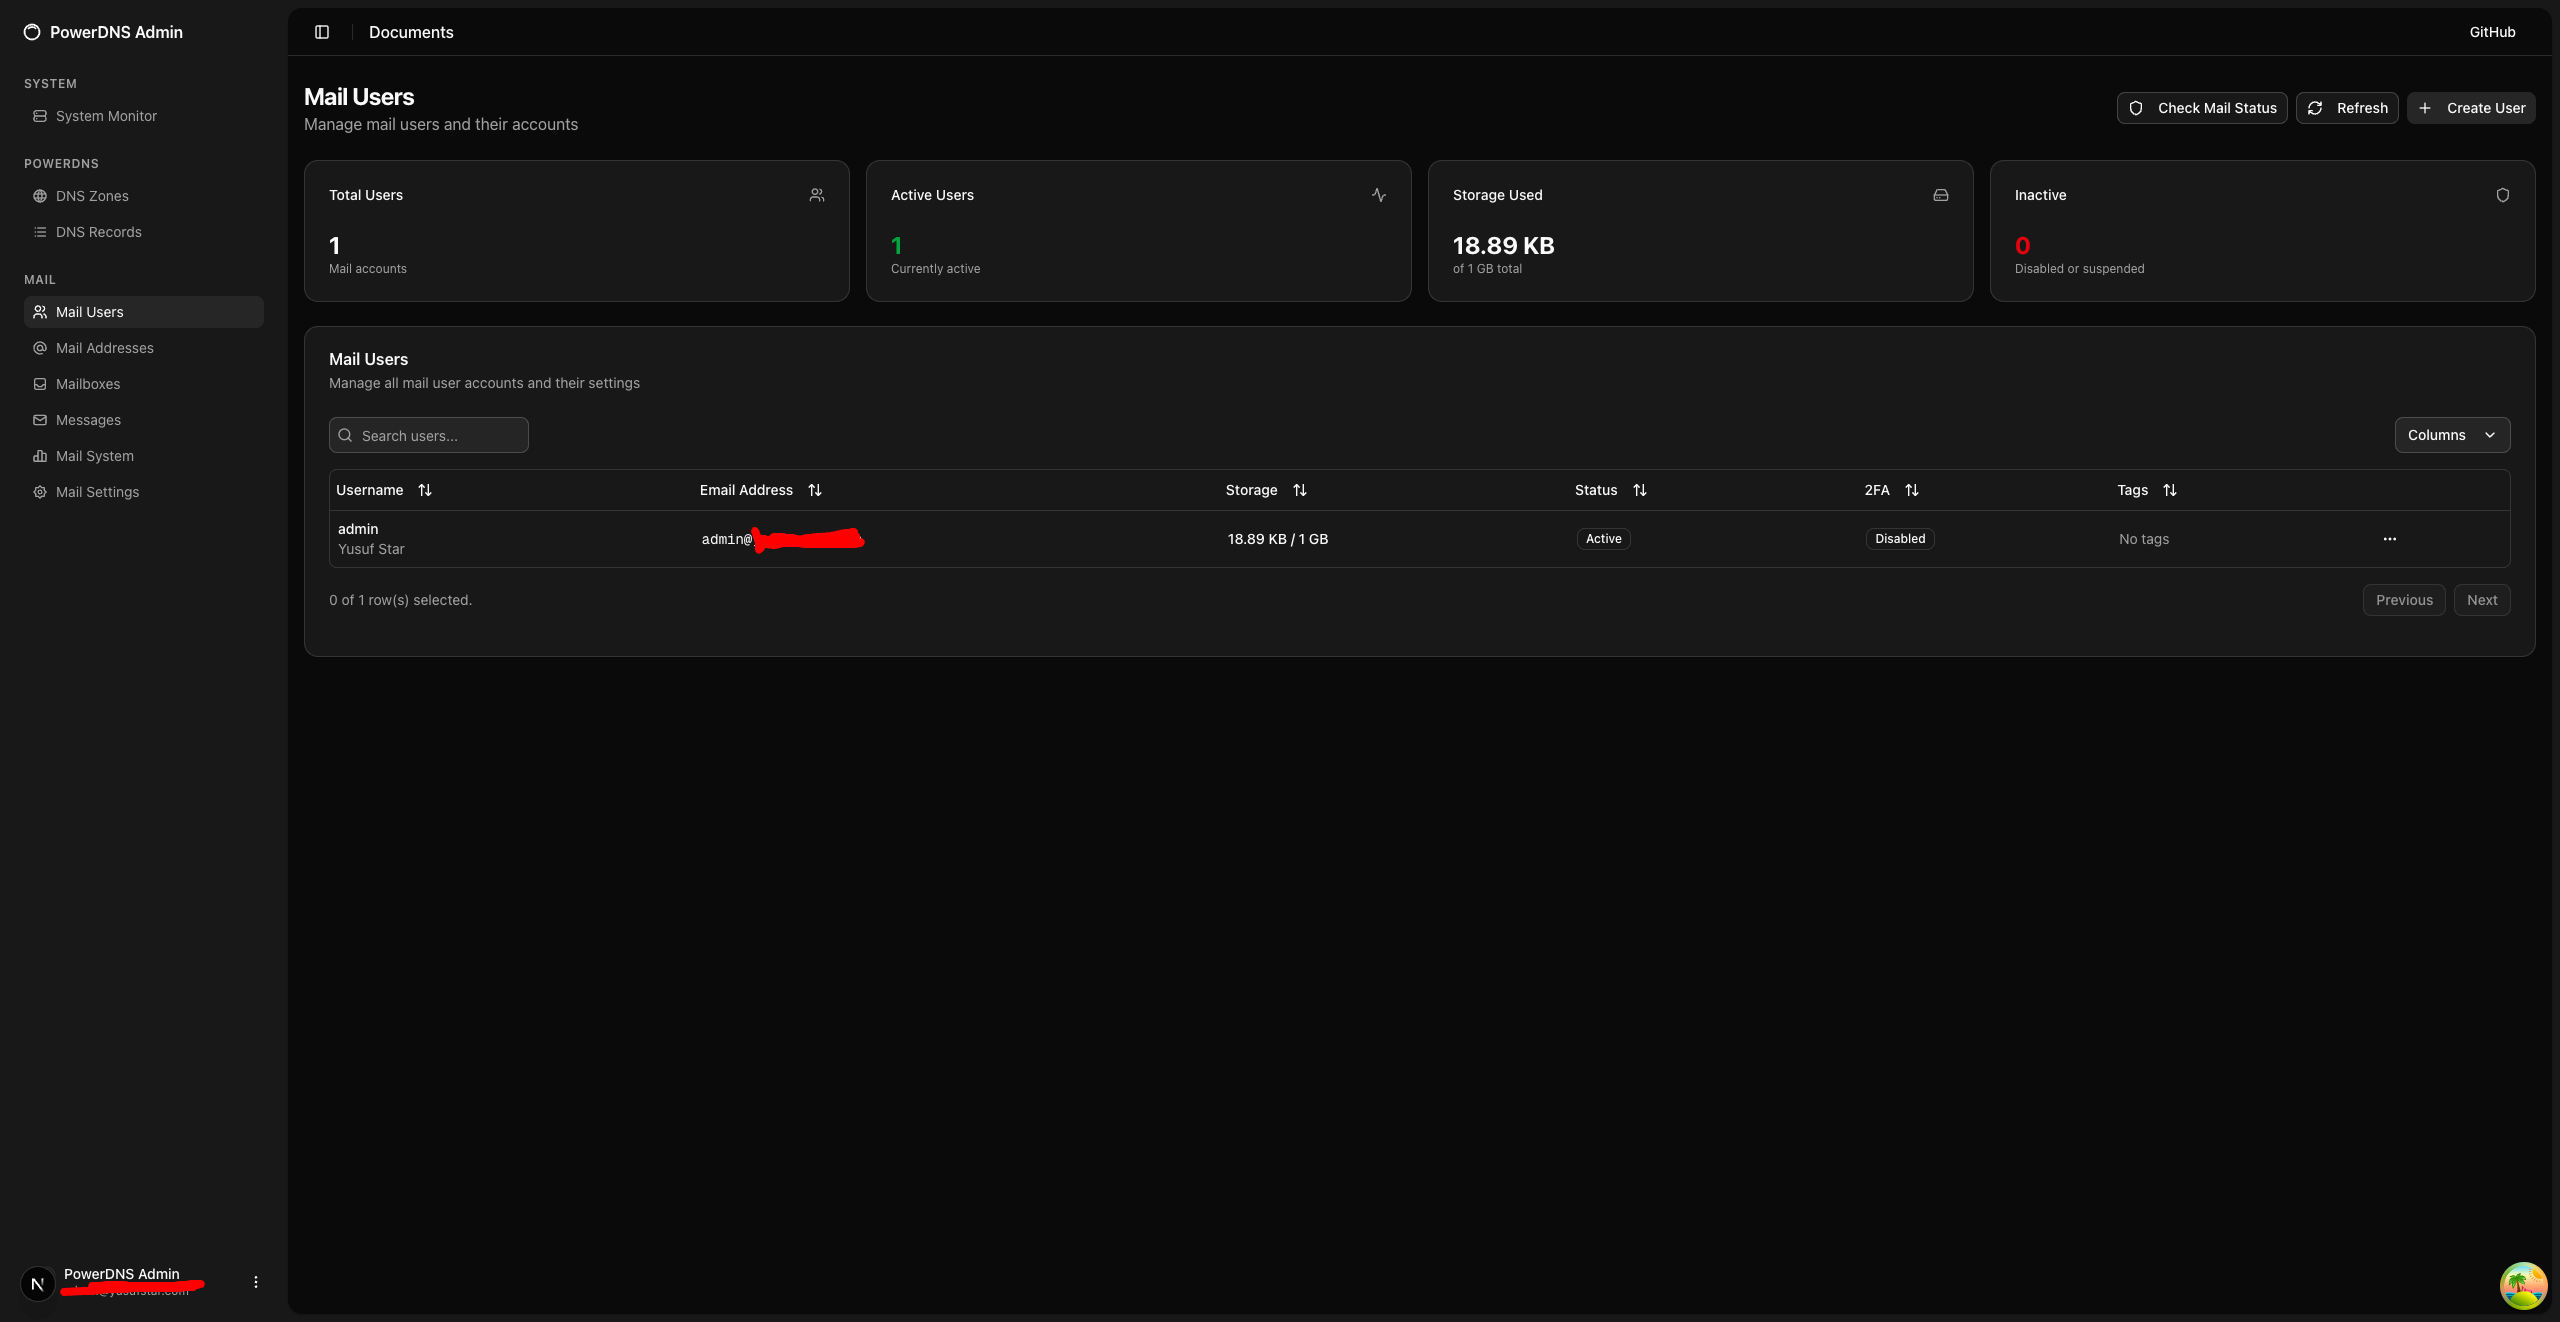 PowerDNS Admin
SYSTEM
System Monitor
POWERDNS
DNS Zones
DNS Records
MAIL
Mail Users
Mail Addresses
Mailboxes
Messages
Mail System
Mail Settings
PowerDNS Admin
Documents
GitHub
Mail Users
Manage mail users and their accounts
Check Mail Status
Refresh
Create User
Total Users
1
Mail accounts
Active Users
1
Currently active
Storage Used
18.89 KB
of 1 GB total
Inactive
0
Disabled or suspended
Mail Users
Manage all mail user accounts and their settings
Search users...
Columns
Username Email Address Storage Status 2FA Tags
admin
Yusuf Star
admin@
18.89 KB / 1 GB
Active
Disabled
No tags
0 of 1 row(s) selected.
Previous
Next